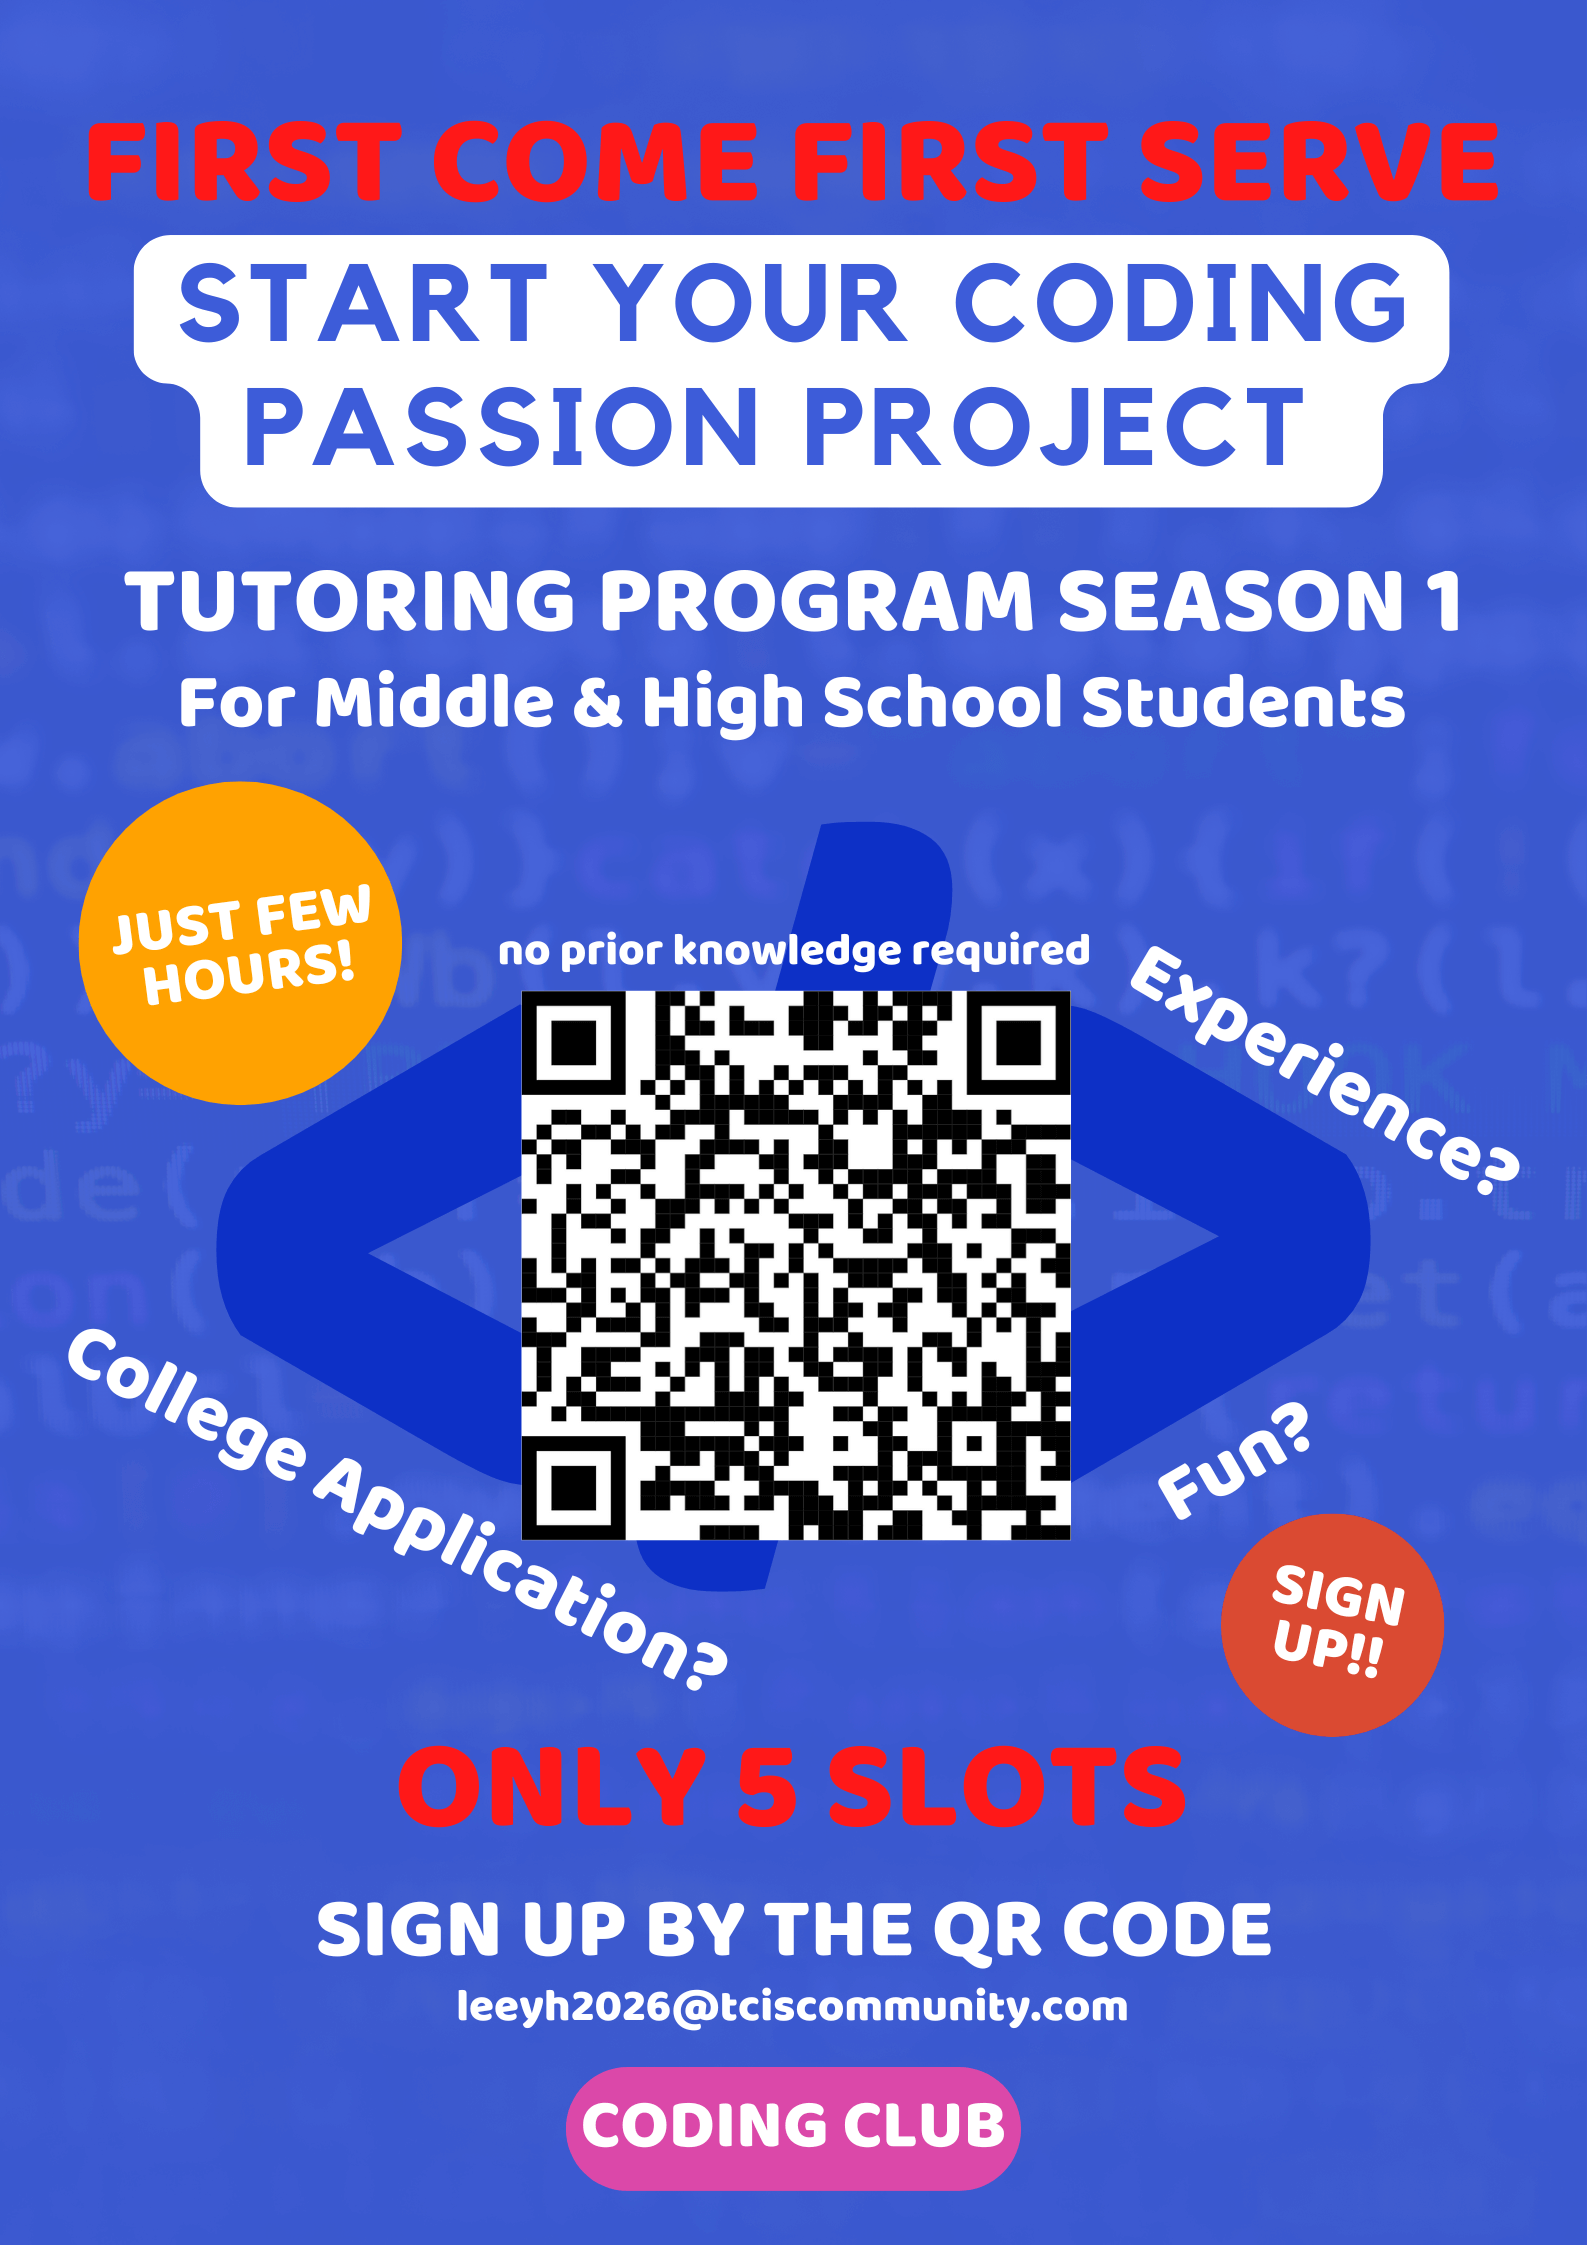 FIRST COME FIRST SERVE
START YOUR CODING
PASSION PROJECT
TUTORING PROGRAM SEASON 1
For Middle & High School Students
JUST FEW
HOURS!
no prior knowledge required
Experience?
College Application?
Fun?
SIGN
UP!!
ONLY 5 SLOTS
SIGN UP BY THE QR CODE
leeyh2026@tciscommunity.com
CODING CLUB